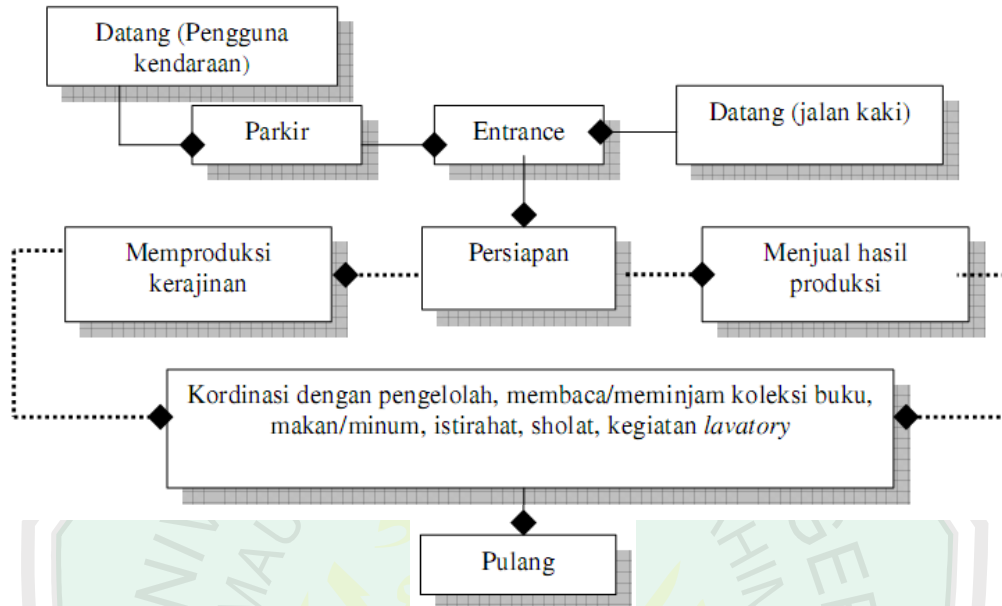 Datang (Pengguna
kendaraan)
Parkir
Entrance
Datang (jalan kaki)
Memproduksi
kerajinan
Persiapan
Menjual hasil
produksi
Kordinasi dengan pengelolah, membaca/meminjam koleksi buku,
makan/minum, istirahat, sholat, kegiatan lavatory
Pulang